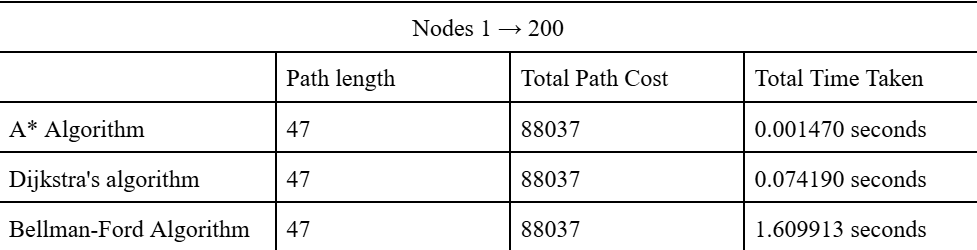 Nodes 1 → 200
Path length Total Path Cost Total Time Taken
A* Algorithm 47 88037 0.001470 seconds
Dijkstra's algorithm 47 88037 0.074190 seconds
Bellman-Ford Algorithm 47 88037 1.609913 seconds